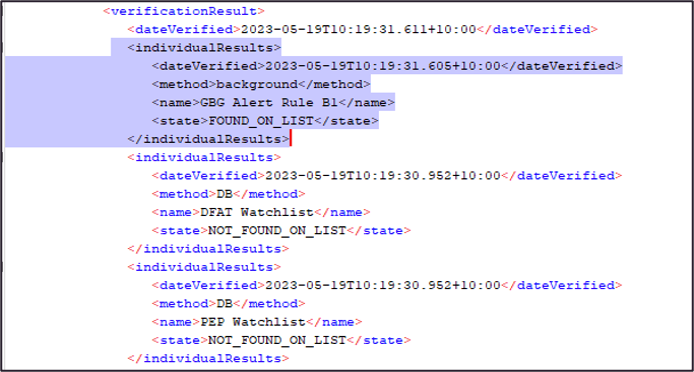 <verificationResult>
<dateVerified>2023-05-19T10:19:31.611+10:00</dateVerified>
<individualResults>
<dateVerified>2023-05-19T10:19:31.605+10:00</dateVerified>
<method>background</method>
<name>GBG Alert Rule B1</name>
<state>FOUND_ON_LIST</state>
</individualResults>
<individualResults>
<dateVerified>2023-05-19T10:19:30.952+10:00</dateVerified>
<method>DB</method>
<name>DFAT Watchlist</name>
<state>NOT_FOUND_ON_LIST</state>
</individualResults>
<individualResults>
<dateVerified>2023-05-19T10:19:30.952+10:00</dateVerified>
<method>DB</method>
<name>PEP Watchlist</name>
<state>NOT_FOUND_ON_LIST</state>
</individualResults>